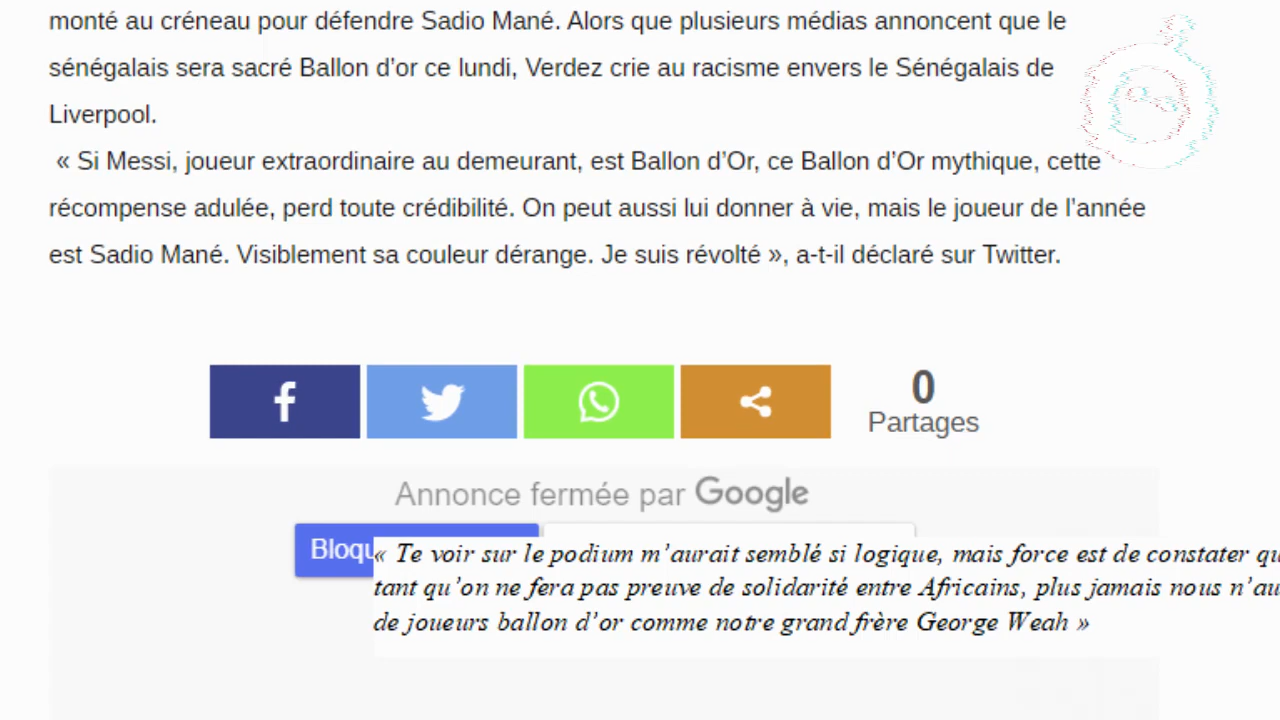 monté au créneau pour défendre Sadio Mané. Alors que plusieurs médias annoncent que le
sénégalais sera sacré Ballon d’or ce lundi, Verdez crie au racisme envers le Sénégalais de
Liverpool.
« Si Messi, joueur extraordinaire au demeurant, est Ballon d’Or, ce Ballon d’Or mythique, cette
récompense adulée, perd toute crédibilité. On peut aussi lui donner à vie, mais le joueur de l’année
est Sadio Mané. Visiblement sa couleur dérange. Je suis révolté », a-t-il déclaré sur Twitter.
0
Partages
Annonce fermée par Google
« Te voir sur le podium m’aurait semblé si logique, mais force est de constater
tant qu’on ne fera pas preuve de solidarité entre Africains, plus jamais nous
de joueurs ballon d’or comme notre grand frère George Weah »